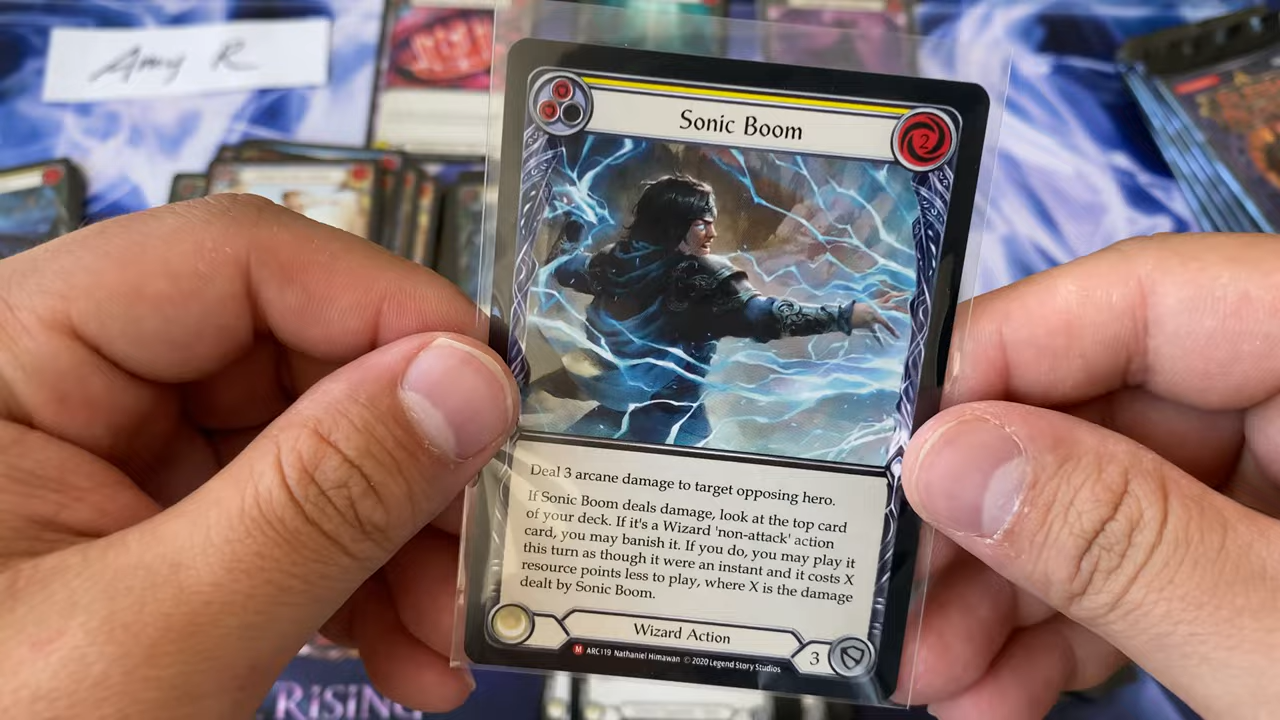 Amy R
Sonic Boom
2
Deal 3 arcane damage to target opposing hero.
If Sonic Boom deals damage, look at the top card
of your deck. If it's a Wizard 'non-attack' action
card, you may banish it. If you do, you may play it
this turn as though it were an instant and it costs X
resource points less to play, where X is the damage
dealt by Sonic Boom.
Wizard Action
3
M ARC119 Nathaniel Himawan © 2020 Legend Story Studios
RISING